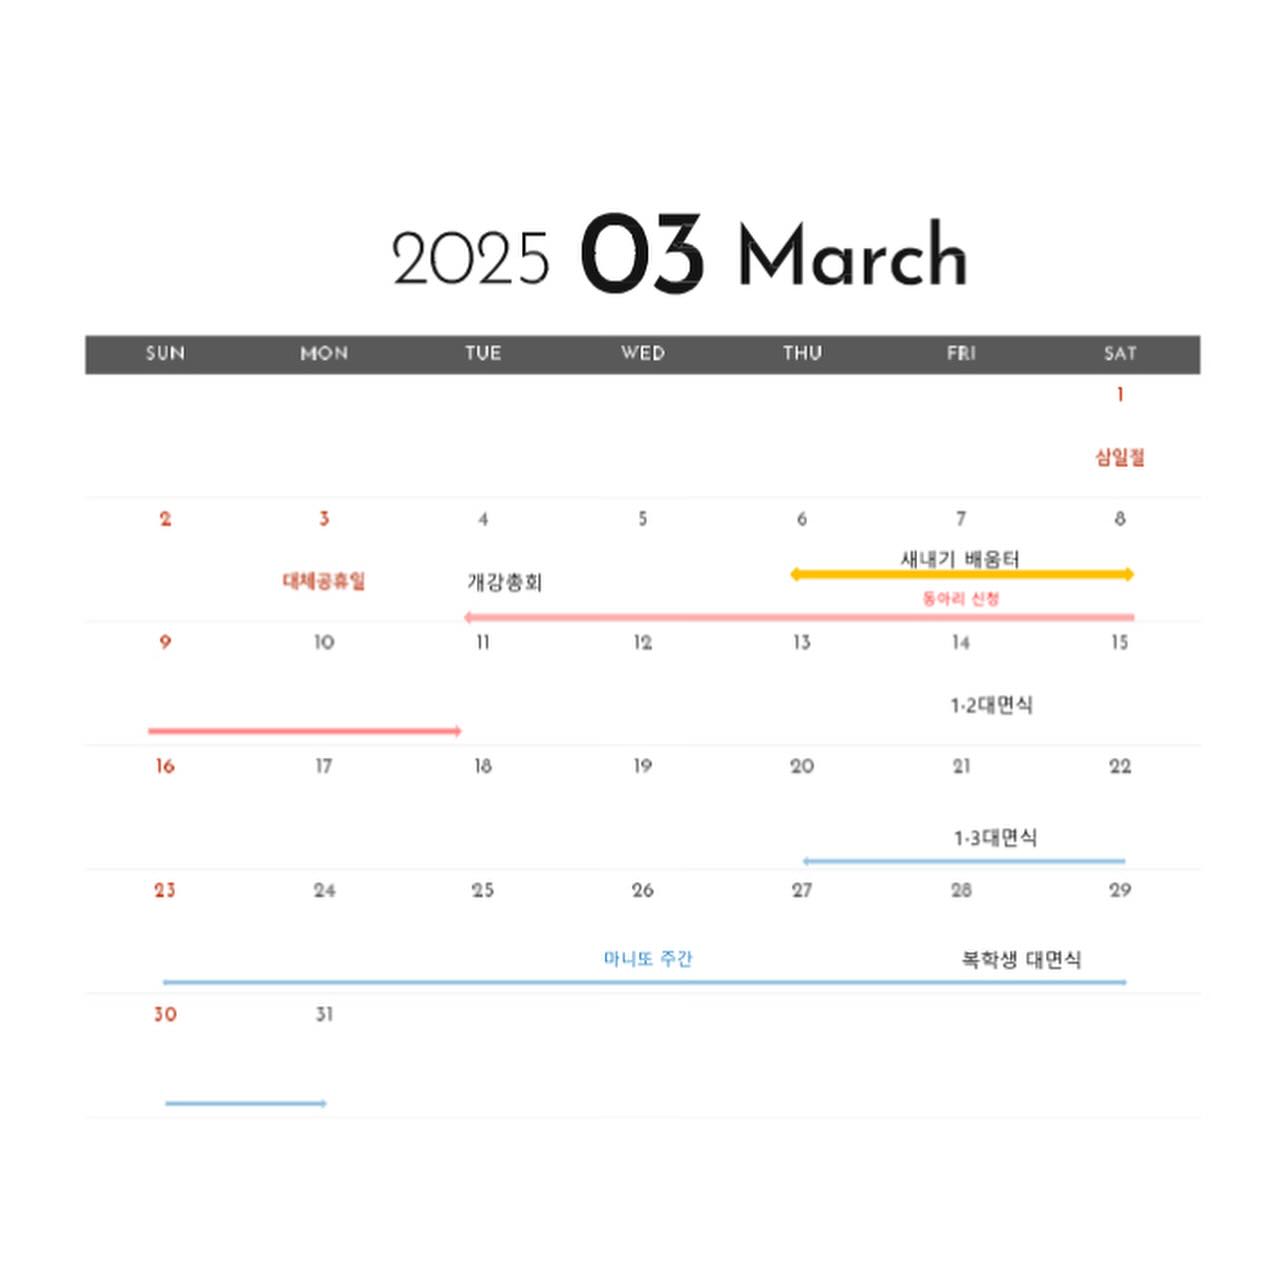 2025 03 March
SUN MON TUE WED THU FRI SAT
1
삼일절
2 3 4 5 6 7 8
새내기 배움터
대체공휴일 개강총회
동아리 신청
9 10 11 12 13 14 15
1·2대면식
16 17 18 19 20 21 22
1·3대면식
23 24 25 26 27 28 29
마니또 주간 복학생 대면식
30 31